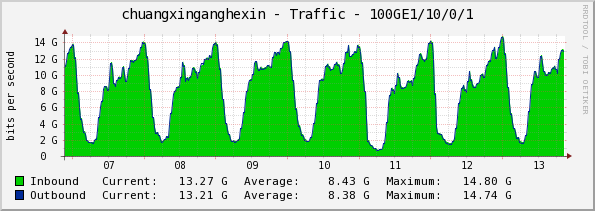 chuangxinganghexin - Traffic - 100GE1/10/0/1
RRDTOOL / TOBI OETIKER
bits per second
14 G
12 G
10 G
8 G
6 G
4 G
2 G
0
07 08 09 10 11 12 13
Inbound Current: 13.27 G Average: 8.43 G Maximum: 14.80 G
Outbound Current: 13.21 G Average: 8.38 G Maximum: 14.74 G